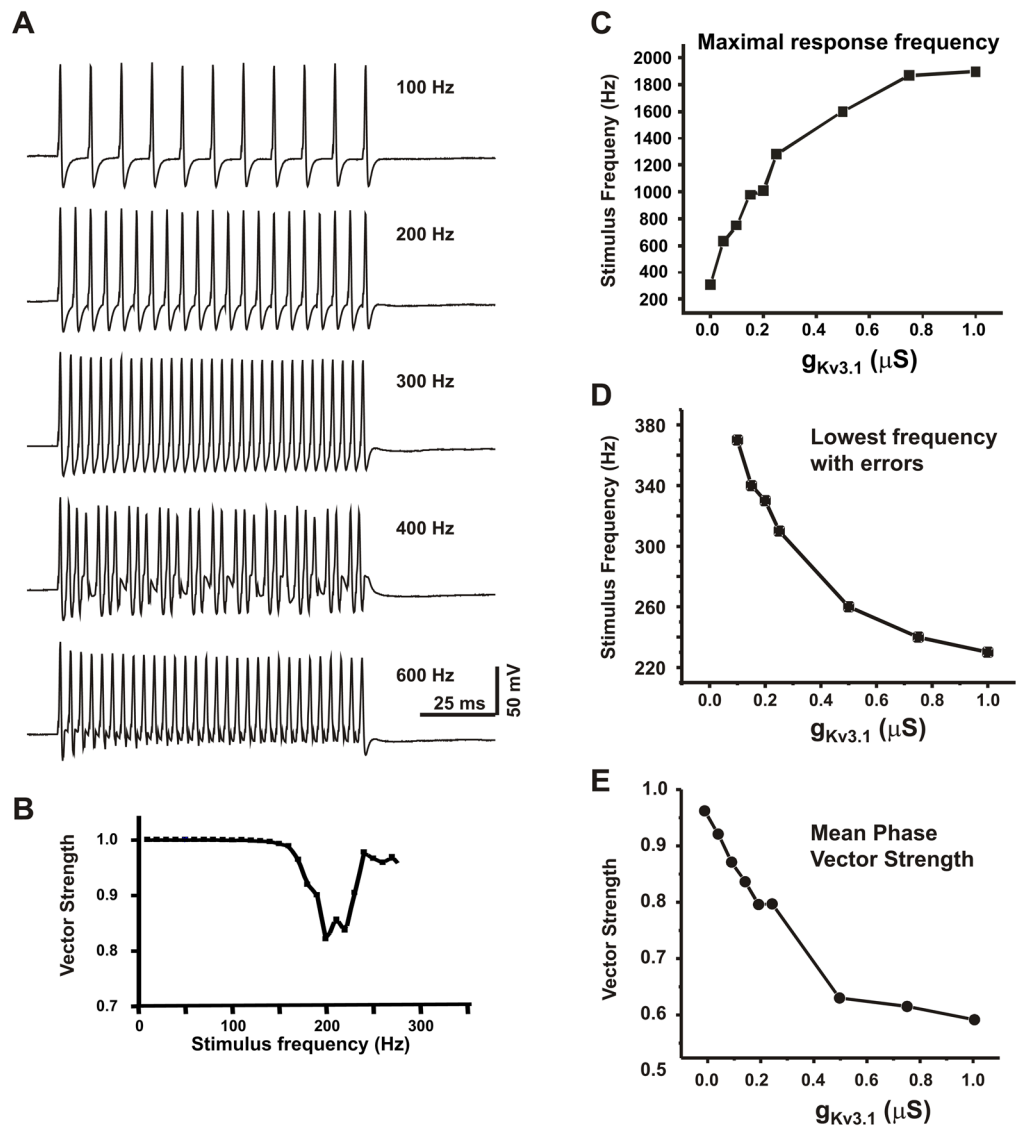 A
100 Hz
200 Hz
300 Hz
400 Hz
600 Hz
25 ms
50 mV
B
Vector Strength
1.0
0.9
0.8
0.7
0
100
200
300
Stimulus frequency (Hz)
C
Maximal response frequency
Stimulus Frequeny (Hz)
2000
1800
1600
1400
1200
1000
800
600
400
200
0.0
0.2
0.4
0.6
0.8
1.0
gKv3.1 (μS)
D
Lowest frequency
with errors
Stimulus Frequency (Hz)
380
340
300
260
220
0.0
0.2
0.4
0.6
0.8
1.0
gKv3.1 (μS)
E
Mean Phase
Vector Strength
Vector Strength
1.0
0.9
0.8
0.7
0.6
0.5
0.0
0.2
0.4
0.6
0.8
1.0
gKv3.1 (μS)